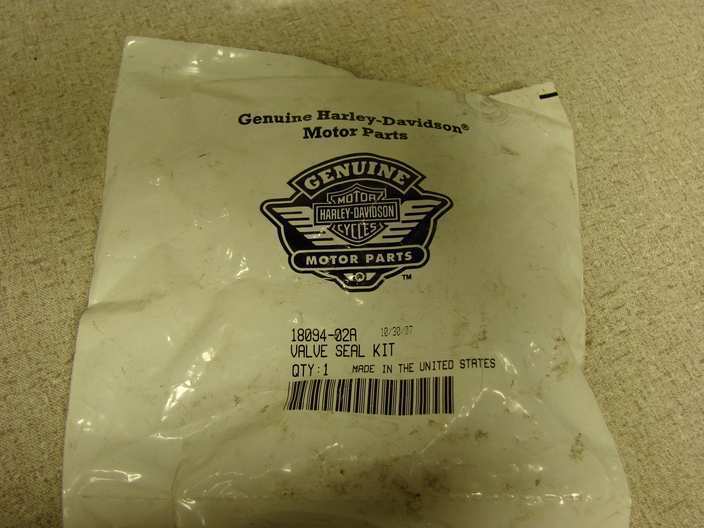 Genuine Harley-Davidson®
Motor Parts
GENUINE
MOTOR
HARLEY-DAVIDSON
CYCLES
MOTOR PARTS
™
18094-02A 10/30/07
VALVE SEAL KIT
QTY:1 MADE IN THE UNITED STATES